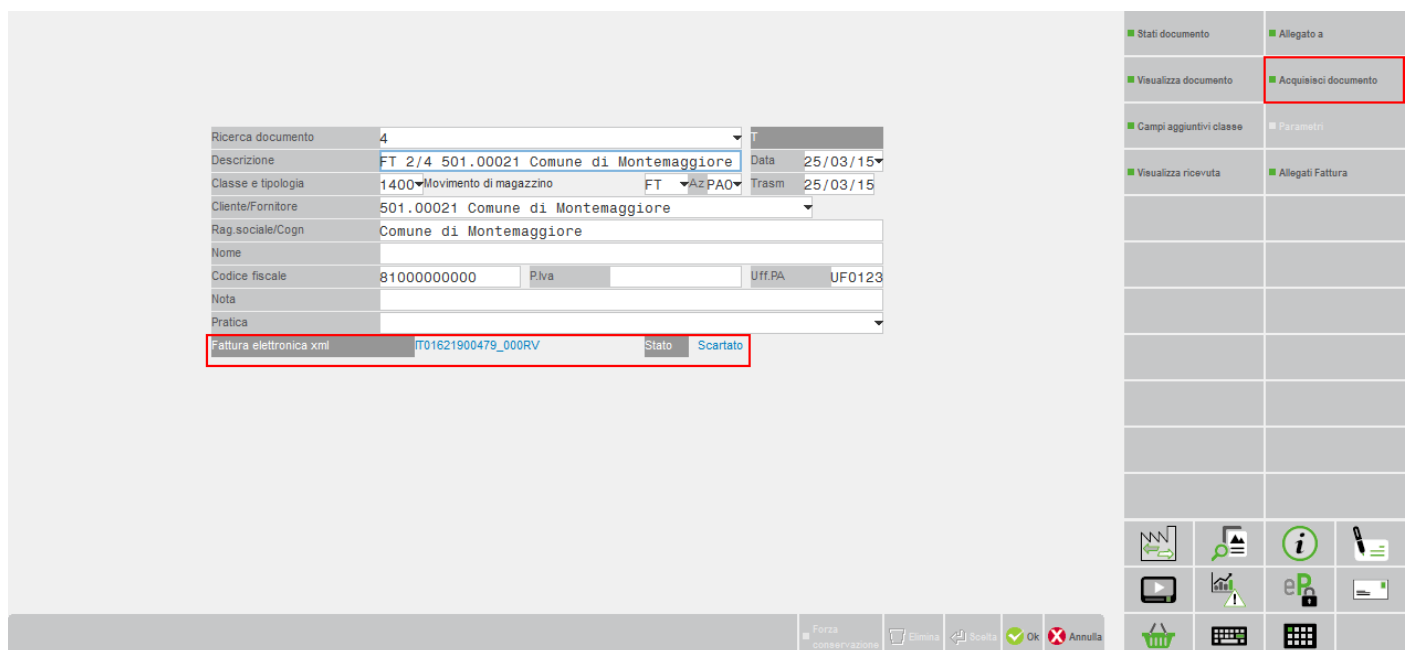 Stati documento Allegato a
Visualizza documento Acquisisci documento
Campi aggiuntivi classe Parametri
Visualizza ricevuta Allegati Fattura
Ricerca documento 4 T
Descrizione FT 2/4 501.00021 Comune di Montemaggiore Data 25/03/15
Classe e tipologia 1400 Movimento di magazzino FT Az PA0 Trasm 25/03/15
Cliente/Fornitore 501.00021 Comune di Montemaggiore
Rag.sociale/Cogn Comune di Montemaggiore
Nome
Codice fiscale 81000000000 P.Iva Uff.PA UF0123
Nota
Pratica
Fattura elettronica xml IT01621900479_000RV Stato Scartato
i
eP
Forza
conservazione Elimina Scelta Ok Annulla